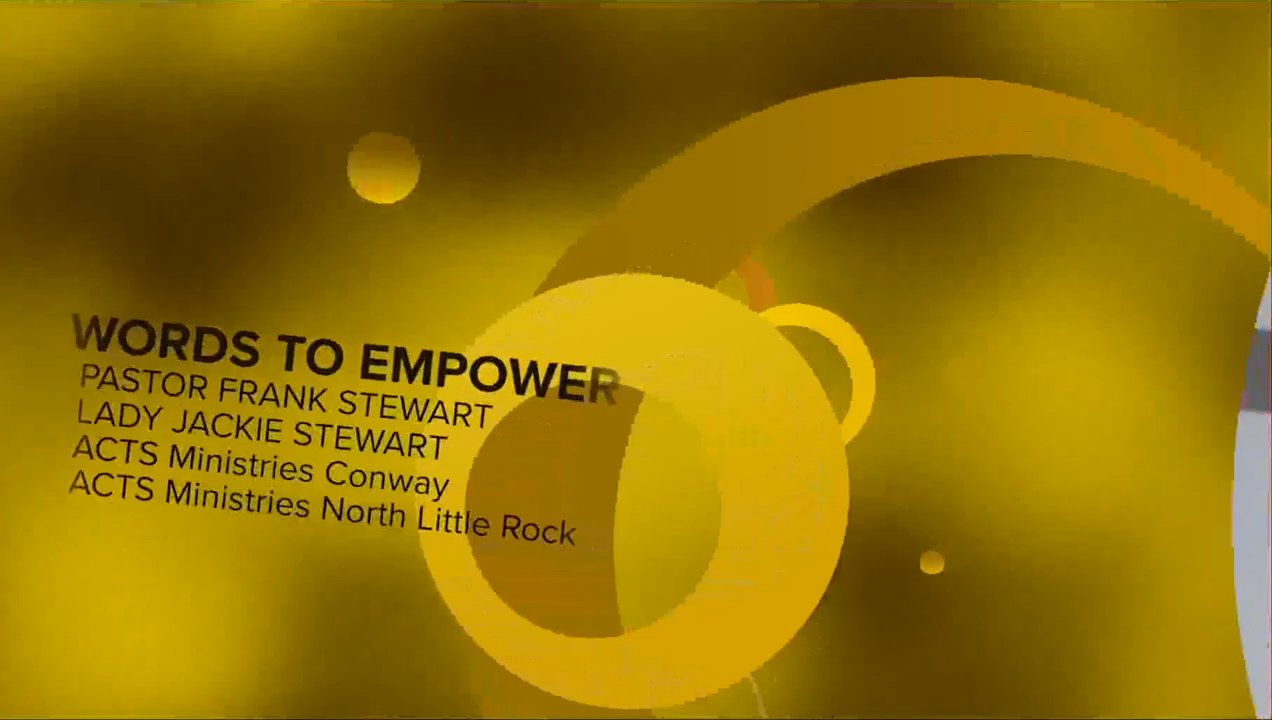 WORDS TO EMPOWER
PASTOR FRANK STEWART
LADY JACKIE STEWART
ACTS Ministries Conway
ACTS Ministries North Little Rock